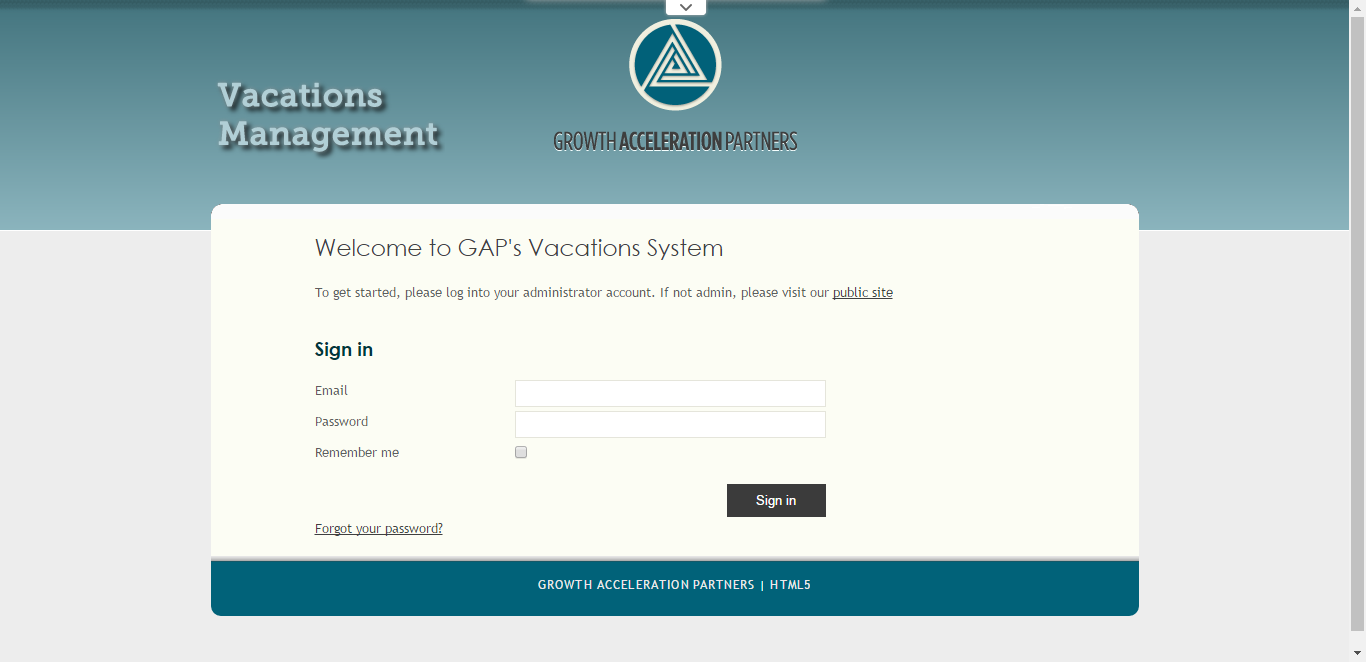 Vacations
Management
GROWTH ACCELERATION PARTNERS
Welcome to GAP's Vacations System
To get started, please log into your administrator account. If not admin, please visit our public site
Sign in
Email
Password
Remember me
Sign in
Forgot your password?
GROWTH ACCELERATION PARTNERS | HTML5